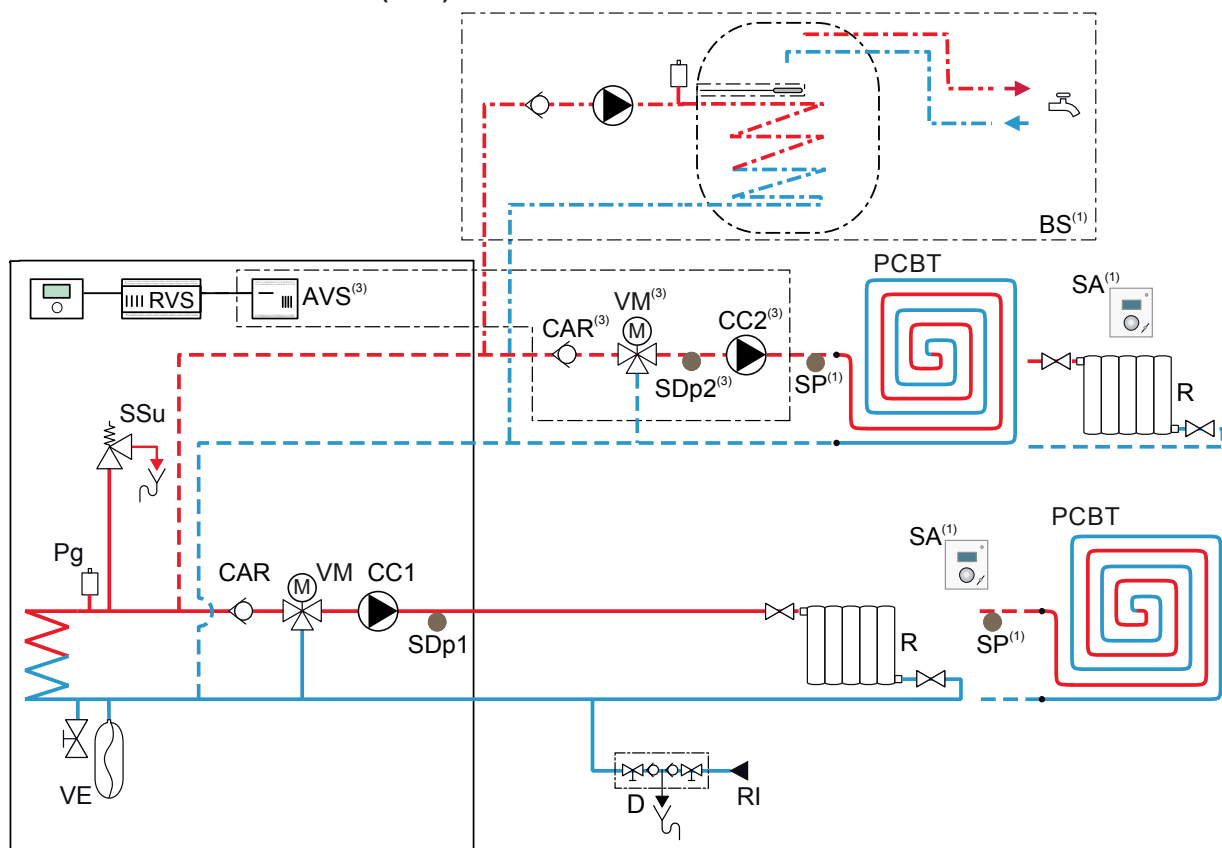 BS(1)
PCBT
SA(1)
RVS
AVS(3)
VM(3)
M
CAR(3)
CC2(3)
SDp2(3)
SP(1)
R
SSu
PCBT
SA(1)
Pg
CAR
M
VM
CC1
SDp1
R
SP(1)
VE
D
RI